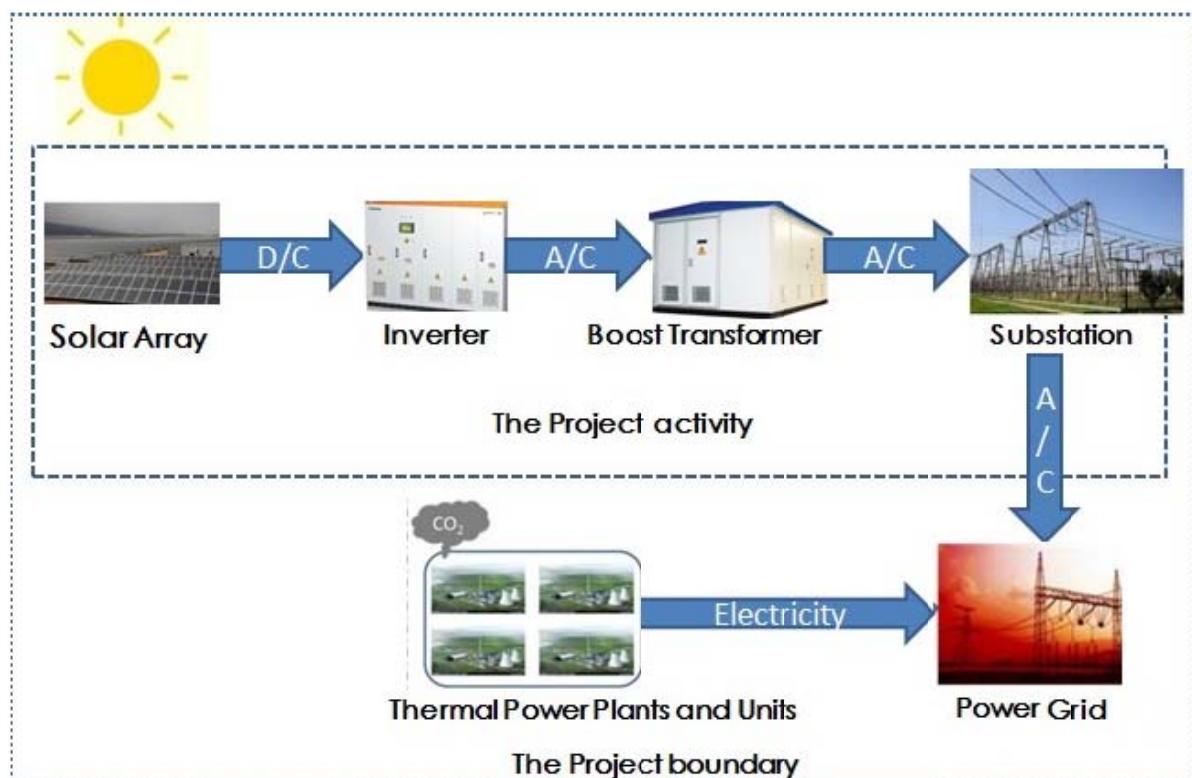 D/C
A/C
A/C
Solar Array
Inverter
Boost Transformer
Substation
The Project activity
A
/
C
CO₂
Electricity
Thermal Power Plants and Units
Power Grid
The Project boundary